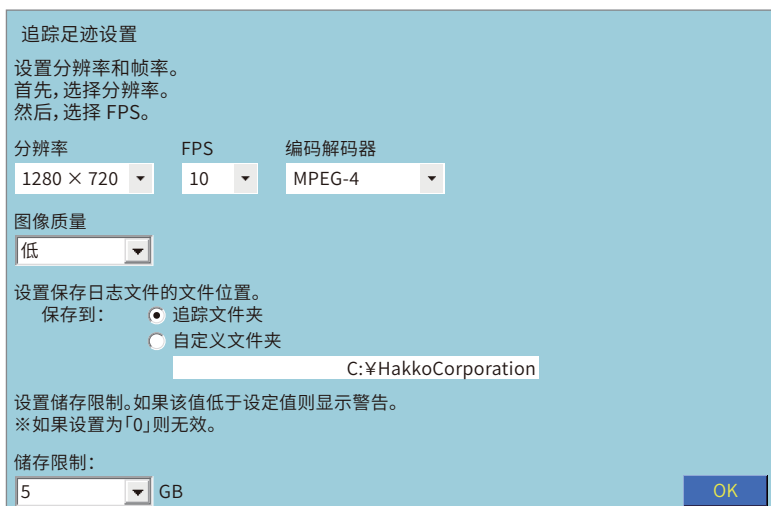 追踪足迹设置
设置分辨率和帧率。
首先,选择分辨率。
然后,选择 FPS。
分辨率 FPS 编码解码器
1280 × 720 10 MPEG-4
图像质量
低
设置保存日志文件的文件位置。
保存到: 追踪文件夹
自定义文件夹
C:¥HakkoCorporation
设置储存限制。如果该值低于设定值则显示警告。
※如果设置为「0」则无效。
储存限制:
5 GB OK